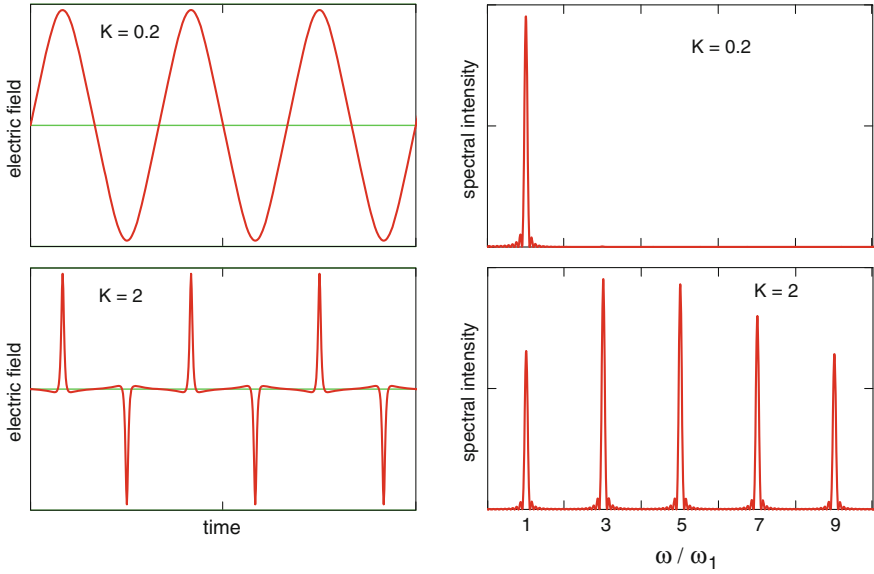 K = 0.2
electric field
K = 0.2
spectral intensity
K = 2
electric field
time
K = 2
spectral intensity
1 3 5 7 9
ω / ω₁